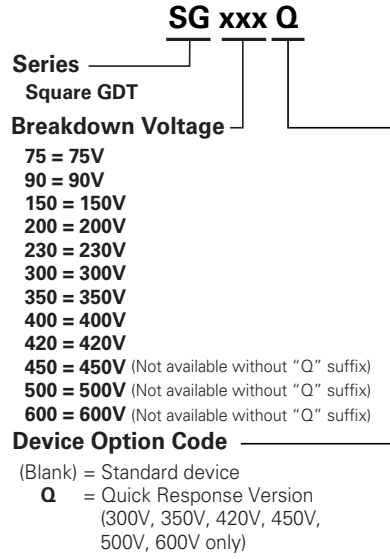 SG xxx Q
Series
Square GDT
Breakdown Voltage
75 = 75V
90 = 90V
150 = 150V
200 = 200V
230 = 230V
300 = 300V
350 = 350V
400 = 400V
420 = 420V
450 = 450V (Not available without “Q” suffix)
500 = 500V (Not available without “Q” suffix)
600 = 600V (Not available without “Q” suffix)
Device Option Code
(Blank) = Standard device
Q = Quick Response Version
(300V, 350V, 420V, 450V,
500V, 600V only)